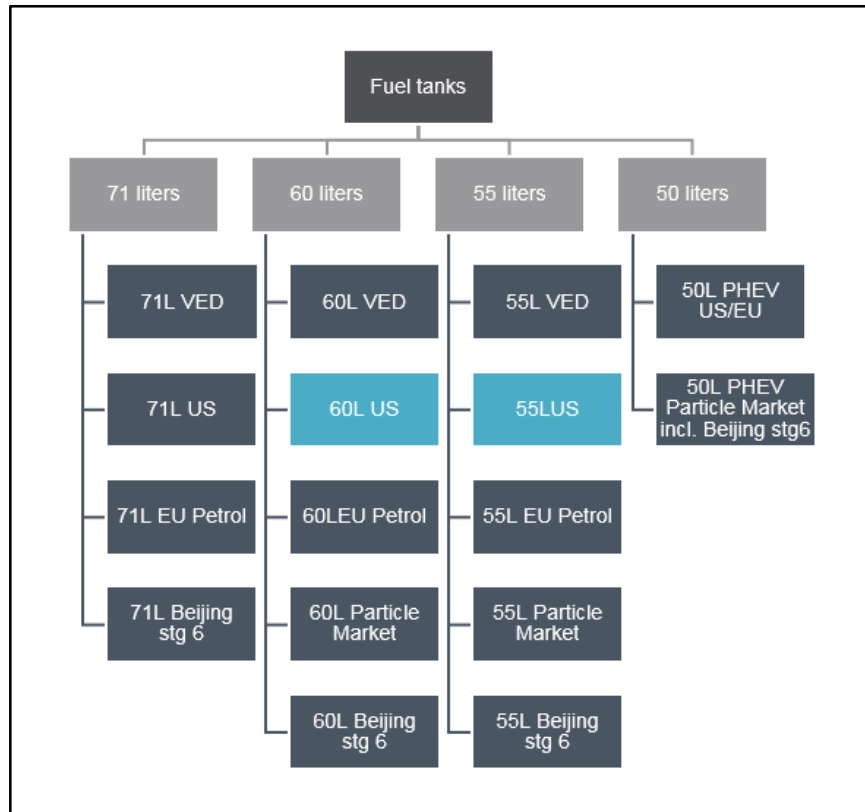 Fuel tanks
71 liters
60 liters
55 liters
50 liters
71L VED
60L VED
55L VED
50L PHEV
US/EU
71L US
60L US
55LUS
50L PHEV
Particle Market
incl. Beijing stg6
71L EU Petrol
60LEU Petrol
55L EU Petrol
71L Beijing
stg 6
60L Particle
Market
55L Particle
Market
60L Beijing
stg 6
55L Beijing
stg 6